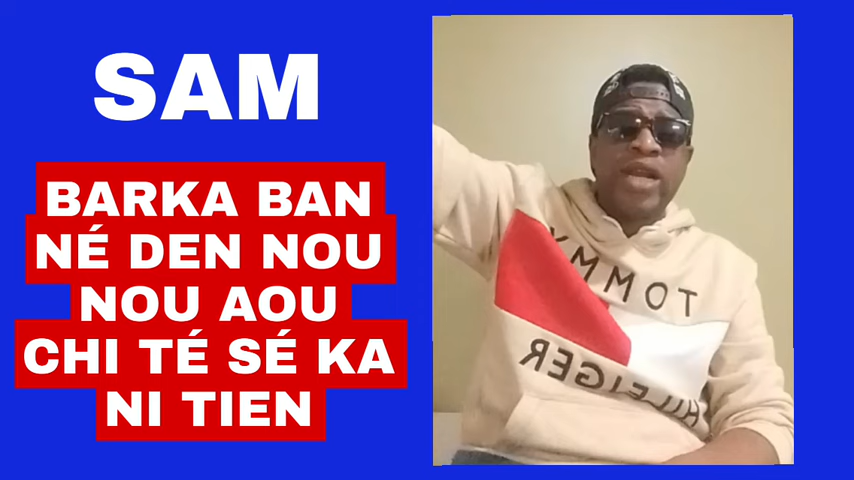 SAM
BARKA BAN
NÉ DEN NOU
NOU AOU
CHI TÉ SÉ KA
NI TIEN
TOMMY
HILFIGER